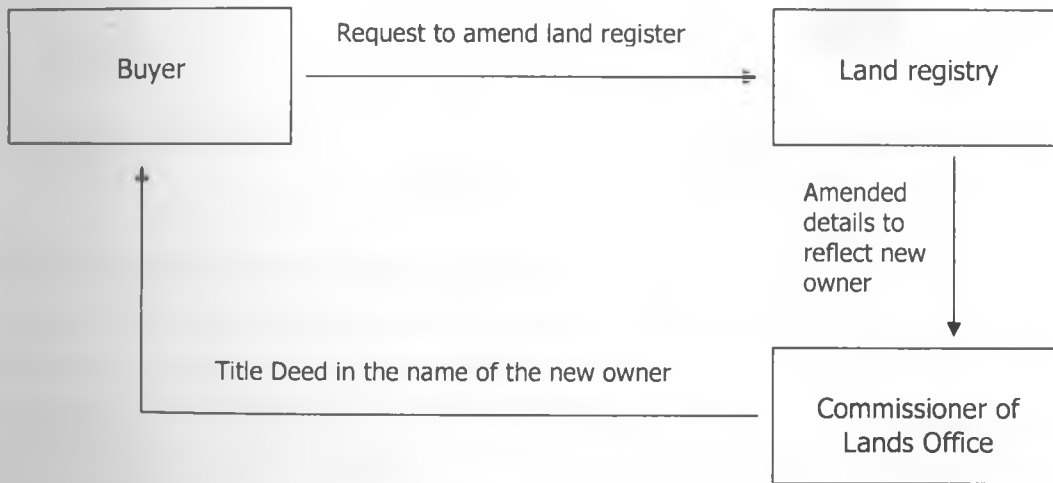 Request to amend land register
Buyer
Land registry
Amended
details to
reflect new
owner
Title Deed in the name of the new owner
Commissioner of
Lands Office